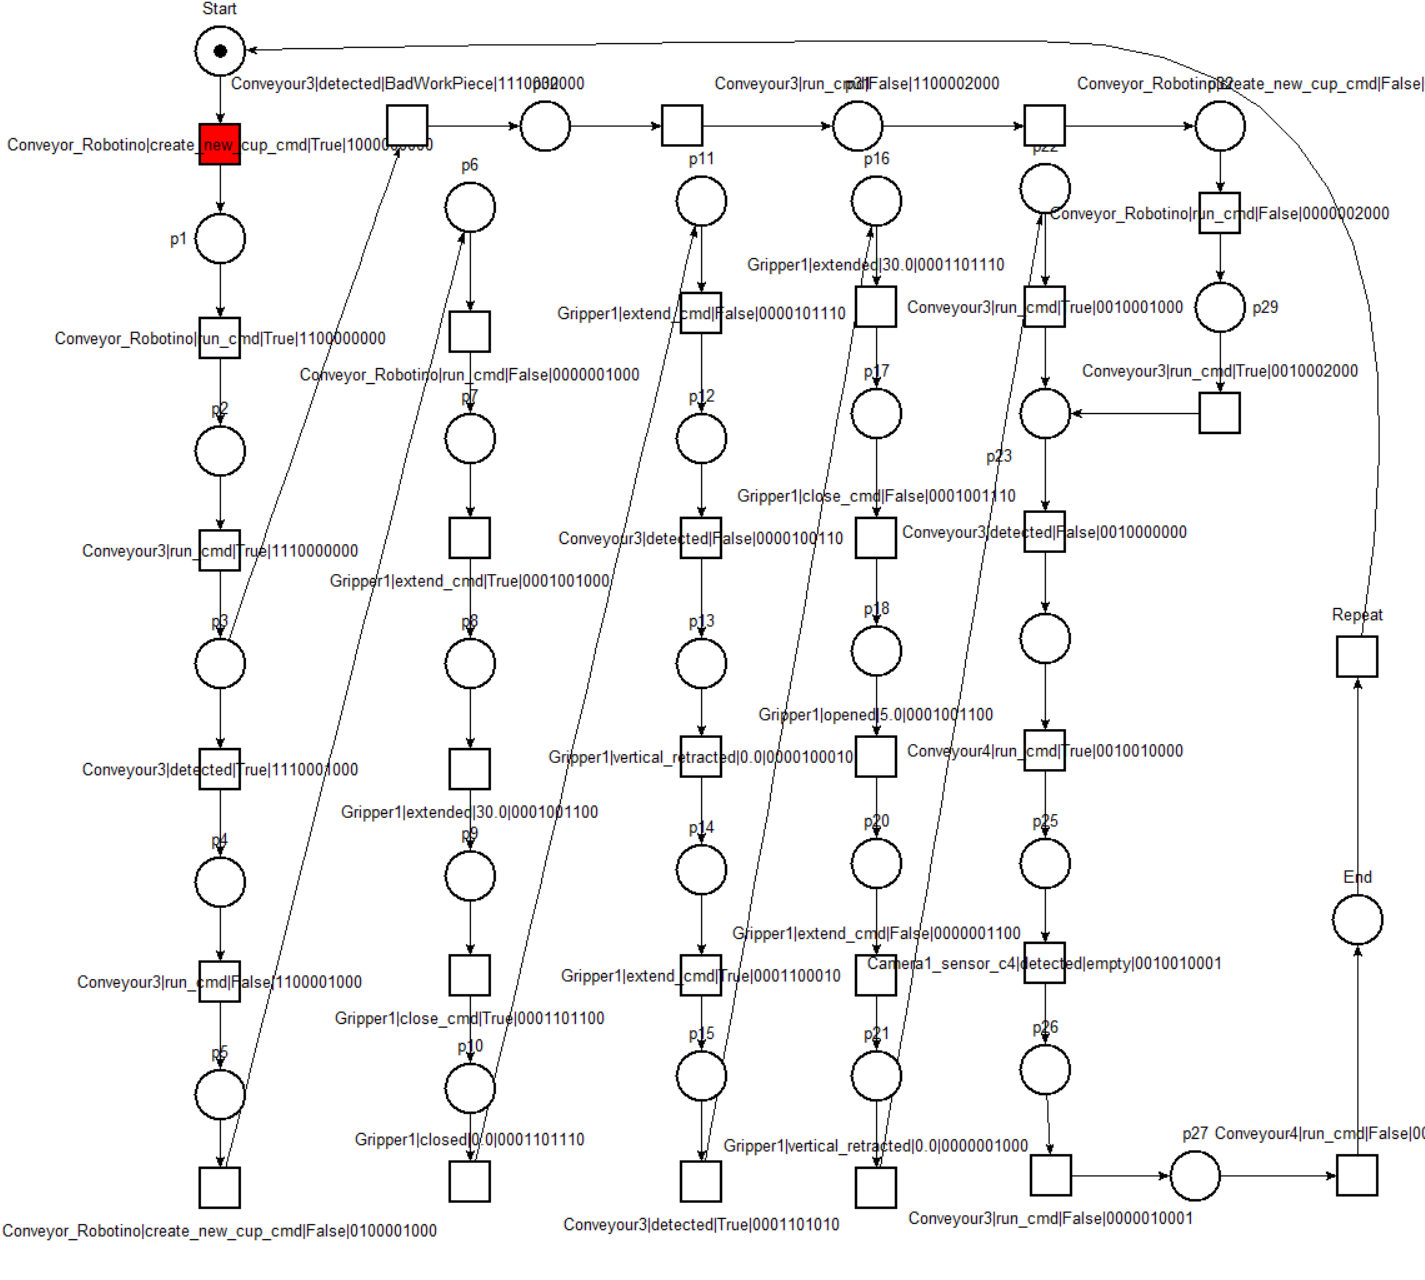 Start
Conveyour3|detected|BadWorkPiece|1110002000
p30
Conveyour3|run_cmd|False|1100002000
p31
Conveyor_Robotino|create_new_cup_cmd|False|
p32
Conveyor_Robotino|create_new_cup_cmd|True|1000000000
p6
p11
p16
p22
Conveyor_Robotino|run_cmd|False|0000002000
p1
Gripper1|extended|30.0|0001101110
Gripper1|extend_cmd|False|0000101110
Conveyour3|run_cmd|True|0010001000
p29
Conveyor_Robotino|run_cmd|True|1100000000
Conveyor_Robotino|run_cmd|False|0000001000
p17
Conveyour3|run_cmd|True|0010002000
p2
p7
p12
p23
Gripper1|close_cmd|False|0001001110
Conveyour3|run_cmd|True|1110000000
Gripper1|extend_cmd|True|0001001000
Conveyour3|detected|False|0000100110
Conveyour3|detected|False|0010000000
p3
p8
p13
p18
Repeat
Gripper1|opened|5.0|0001001100
Conveyour3|detected|True|1110001000
Gripper1|vertical_retracted|0.0|0000100010
Conveyour4|run_cmd|True|0010010000
Gripper1|extended|30.0|0001001100
p4
p9
p14
p20
p25
End
Gripper1|extend_cmd|False|0000001100
Conveyour3|run_cmd|False|1100001000
Gripper1|extend_cmd|True|0001100010
Camera1_sensor_c4|detected|empty|0010010001
Gripper1|close_cmd|True|0001101100
p5
p10
p15
p21
p26
Gripper1|closed|0.0|0001101110
Gripper1|vertical_retracted|0.0|0000001000
p27
Conveyour4|run_cmd|False|00
Conveyor_Robotino|create_new_cup_cmd|False|0100001000
Conveyour3|detected|True|0001101010
Conveyour3|run_cmd|False|0000010001